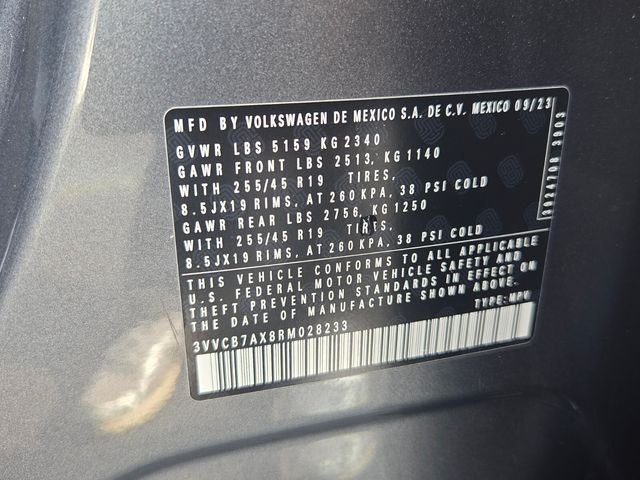 MFD BY VOLKSWAGEN DE MEXICO S.A. DE C.V. MEXICO 09/23
GVWR LBS 5159 KG 2340
GAWR FRONT LBS 2513, KG 1140
WITH 255/45 R19 TIRES,
8.5JX19 RIMS, AT 260 KPA, 38 PSI COLD
GAWR REAR LBS 2756, KG 1250
WITH 255/45 R19 TIRES,
8.5JX19 RIMS, AT 260 KPA, 38 PSI COLD
THIS VEHICLE CONFORMS TO ALL APPLICABLE
U.S. FEDERAL MOTOR VEHICLE SAFETY AND
THEFT PREVENTION STANDARDS IN EFFECT ON
THE DATE OF MANUFACTURE SHOWN ABOVE.
3VVCB7AX8RM028233 TYPE: MPV
3924708 3903